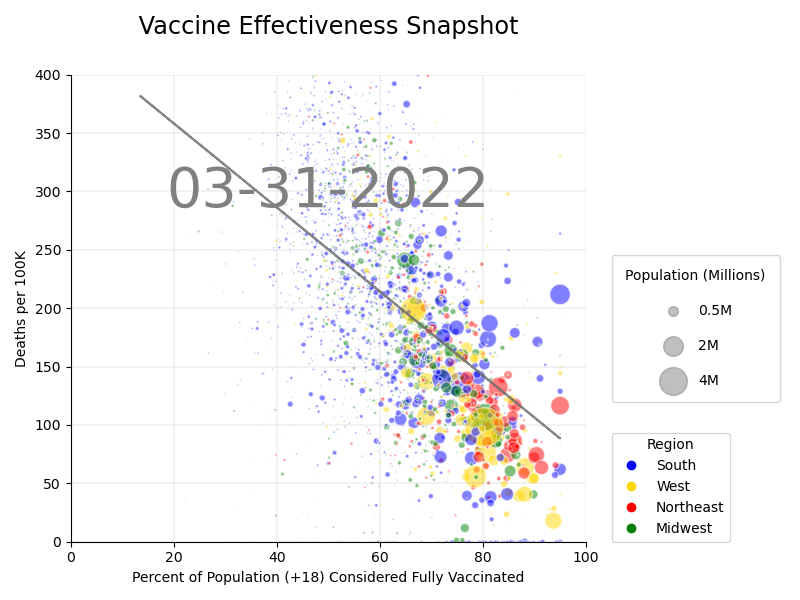 Vaccine Effectiveness Snapshot
400
350
300
250
200
150
100
50
0
Deaths per 100K
03-31-2022
0 20 40 60 80 100
Percent of Population (+18) Considered Fully Vaccinated
Population (Millions)
0.5M
2M
4M
Region
South
West
Northeast
Midwest